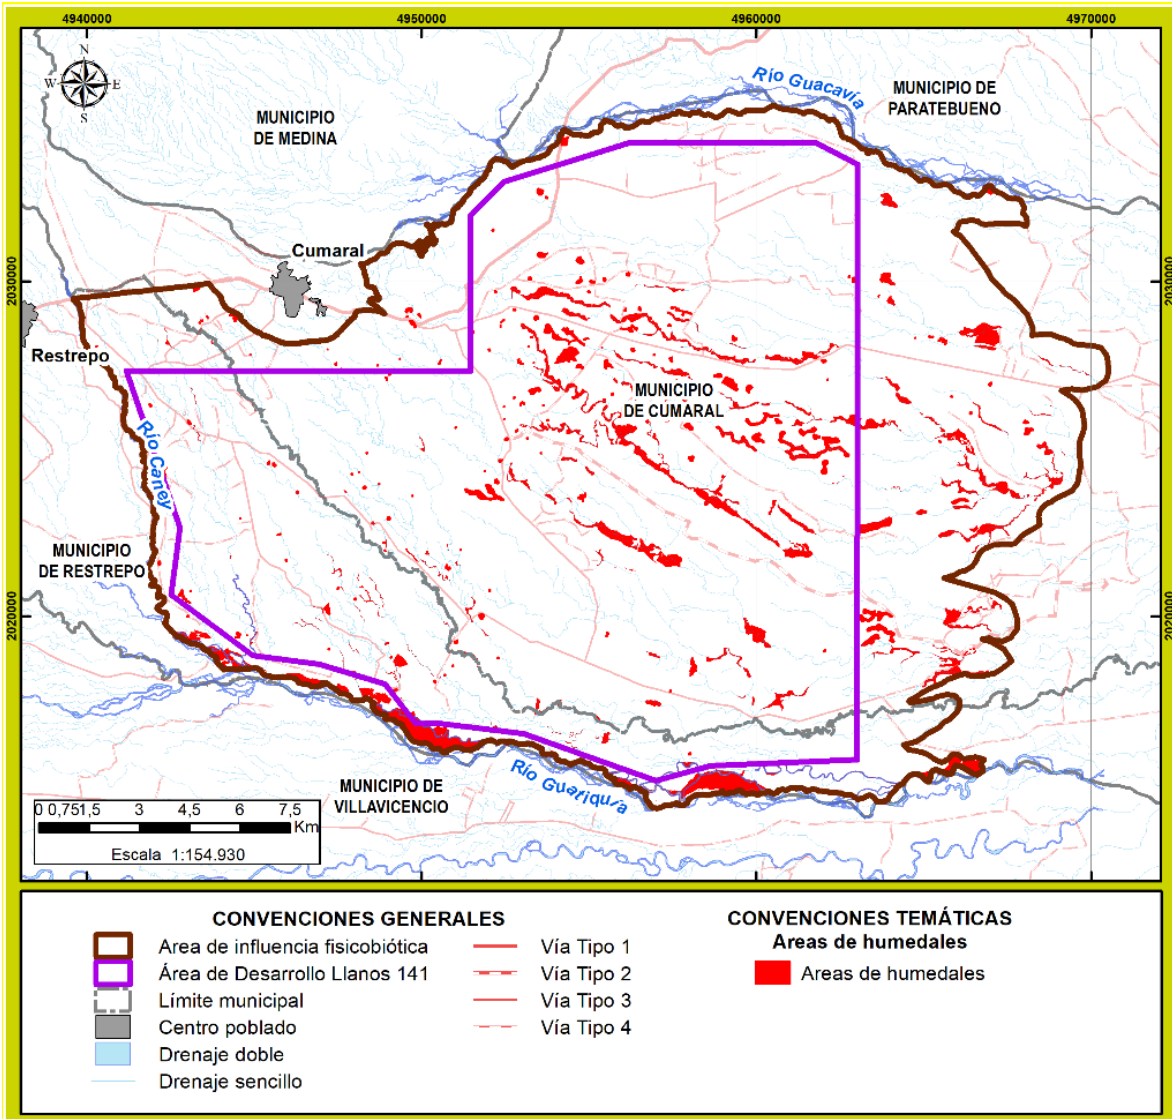 4940000
4950000
4960000
4970000
N
W
E
S
Río Guacavía
MUNICIPIO DE
PARATEBUENO
MUNICIPIO
DE MEDINA
Cumaral
2030000
2030000
Restrepo
MUNICIPIO
DE CUMARAL
Río Caney
MUNICIPIO
DE RESTREPO
2020000
2020000
Río Guatiquía
MUNICIPIO DE
VILLAVICENCIO
0 0,751,5 3 4,5 6 7,5
Km
Escala 1:154.930
CONVENCIONES GENERALES
Area de influencia fisicobiótica
Área de Desarrollo Llanos 141
Límite municipal
Centro poblado
Drenaje doble
Drenaje sencillo
Vía Tipo 1
Vía Tipo 2
Vía Tipo 3
Vía Tipo 4
CONVENCIONES TEMÁTICAS
Areas de humedales
Areas de humedales